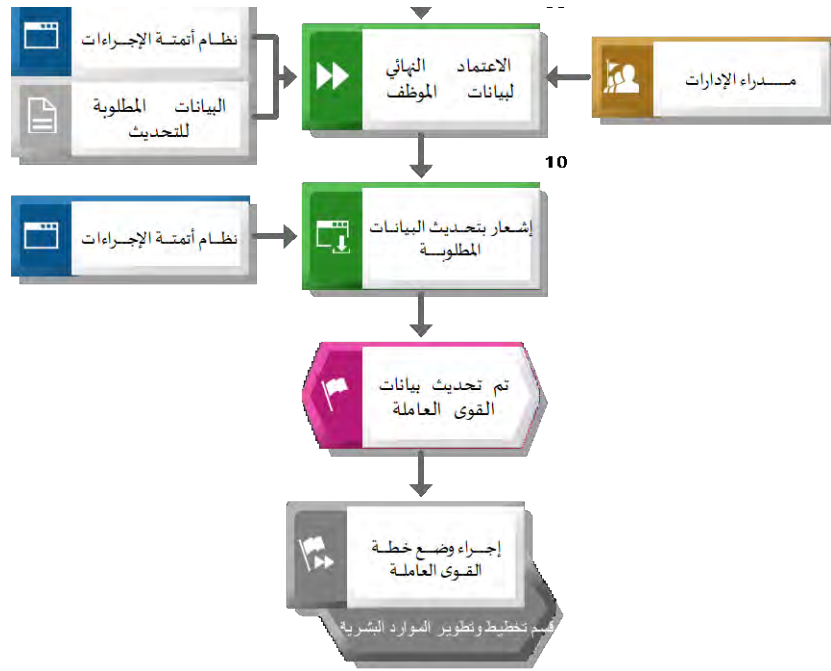 نظام أتمتة الإجراءات
الاعتماد النهائي
لبيانات الموظف
مدراء الإدارات
البيانات المطلوبة
للتحديث
10
إشعار بتحديث البيانات
المطلوبة
نظام أتمتة الإجراءات
تم تحديث بيانات
القوى العاملة
إجراء وضع خطة
القوى العاملة
قسم تخطيط وتطوير الموارد البشرية